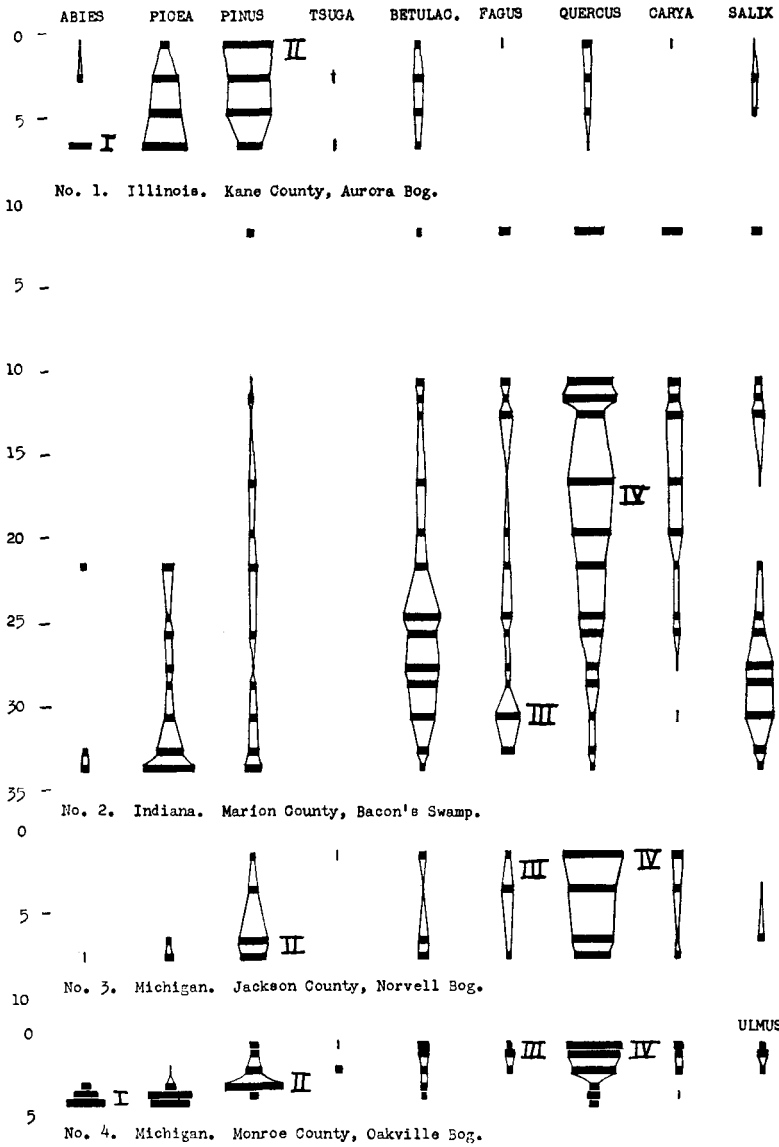 ABIES PICEA PINUS TSUGA BETULAC. FAGUS QUERCUS CARYA SALIX
0
II
5
I
No. 1. Illinois. Kane County, Aurora Bog.
10
5
10
15
IV
20
25
30
III
35
No. 2. Indiana. Marion County, Bacon's Swamp.
0
IV
III
5
II
No. 3. Michigan. Jackson County, Norvell Bog.
10
0
ULMUS
III IV
II
I
5
No. 4. Michigan. Monroe County, Oakville Bog.